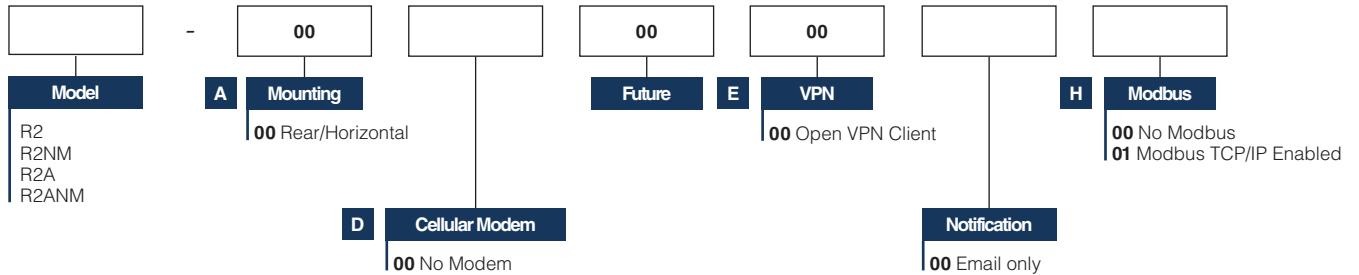 - 00 00 00
Model A Mounting Future E VPN H Modbus
R2
R2NM
R2A
R2ANM
00 Rear/Horizontal
00 Open VPN Client
00 No Modbus
01 Modbus TCP/IP Enabled
D Cellular Modem
00 No Modem
Notification
00 Email only